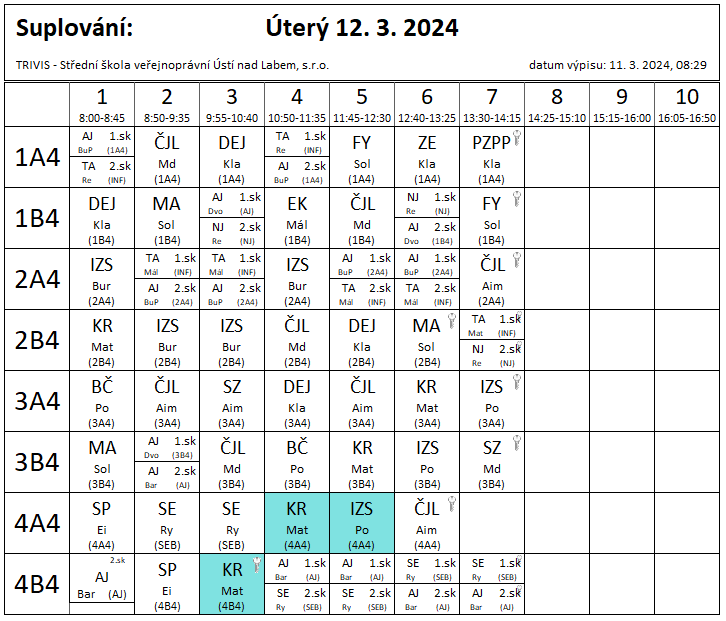 Suplování: Úterý 12. 3. 2024
TRIVIS - Střední škola veřejnoprávní Ústí nad Labem, s.r.o. datum výpisu: 11. 3. 2024, 08:29
1 2 3 4 5 6 7 8 9 10
8:00-8:45 8:50-9:35 9:55-10:40 10:50-11:35 11:45-12:30 12:40-13:25 13:30-14:15 14:25-15:10 15:15-16:00 16:05-16:50
1A4
AJ 1.sk
BuP (1A4)
TA 2.sk
Re (INF)
ČJL
Md
(1A4)
DEJ
Kla
(1A4)
TA 1.sk
Re (INF)
AJ 2.sk
BuP (1A4)
FY
Sol
(1A4)
ZE
Kla
(1A4)
PZPP
Kla
(1A4)
1B4
DEJ
Kla
(1B4)
MA
Sol
(1B4)
AJ 1.sk
Dvo (AJ)
NJ 2.sk
Re (NJ)
EK
Mál
(1B4)
ČJL
Md
(1B4)
NJ 1.sk
Re (NJ)
AJ 2.sk
Dvo (1B4)
FY
Sol
(1B4)
2A4
IZS
Bur
(2A4)
TA 1.sk
Mál (INF)
AJ 2.sk
BuP (2A4)
TA 1.sk
Mál (INF)
AJ 2.sk
BuP (2A4)
IZS
Bur
(2A4)
AJ 1.sk
BuP (2A4)
TA 2.sk
Mál (INF)
AJ 1.sk
BuP (2A4)
TA 2.sk
Mál (INF)
ČJL
Aim
(2A4)
2B4
KR
Mat
(2B4)
IZS
Bur
(2B4)
IZS
Bur
(2B4)
ČJL
Md
(2B4)
DEJ
Kla
(2B4)
MA
Sol
(2B4)
TA 1.sk
Mat (INF)
NJ 2.sk
Re (NJ)
3A4
BČ
Po
(3A4)
ČJL
Aim
(3A4)
SZ
Aim
(3A4)
DEJ
Kla
(3A4)
ČJL
Aim
(3A4)
KR
Mat
(3A4)
IZS
Po
(3A4)
3B4
MA
Sol
(3B4)
AJ 1.sk
Dvo (3B4)
AJ 2.sk
Bar (AJ)
ČJL
Md
(3B4)
BČ
Po
(3B4)
KR
Mat
(3B4)
IZS
Po
(3B4)
SZ
Md
(3B4)
4A4
SP
Ei
(4A4)
SE
Ry
(SEB)
SE
Ry
(SEB)
KR
Mat
(4A4)
IZS
Po
(4A4)
ČJL
Aim
(4A4)
4B4
2.sk
AJ
Bar (AJ)
SP
Ei
(4B4)
KR
Mat
(4B4)
AJ 1.sk
Bar (AJ)
SE 2.sk
Ry (SEB)
AJ 1.sk
Bar (AJ)
SE 2.sk
Ry (SEB)
SE 1.sk
Ry (SEB)
AJ 2.sk
Bar (AJ)
SE 1.sk
Ry (SEB)
AJ 2.sk
Bar (AJ)